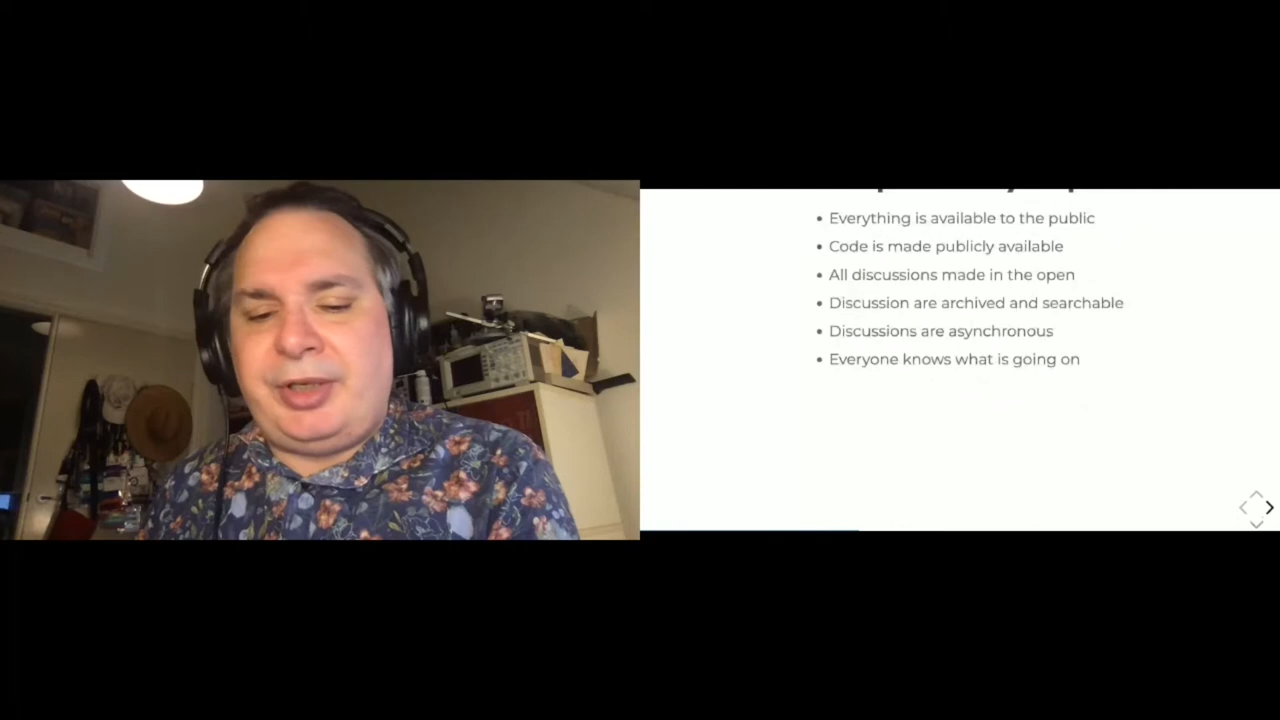 Everything is available to the public
Code is made publicly available
All discussions made in the open
Discussion are archived and searchable
Discussions are asynchronous
Everyone knows what is going on